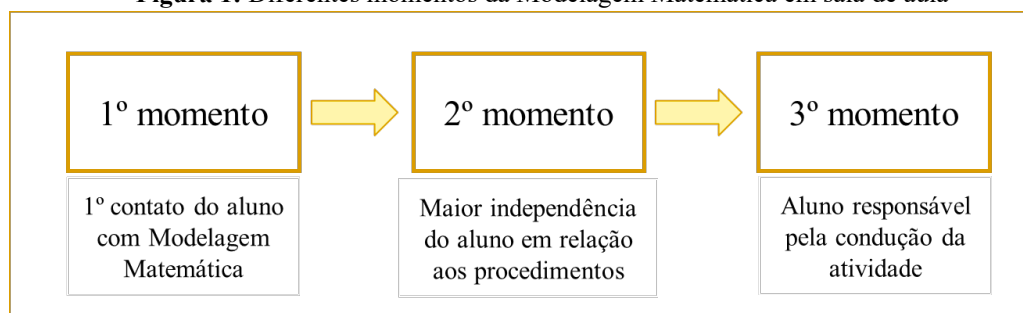 Figura 1: Diferentes momentos da Modelagem Matemática em sala de aula
1º momento
2º momento
3º momento
1º contato do aluno
com Modelagem
Matemática
Maior independência
do aluno em relação
aos procedimentos
Aluno responsável
pela condução da
atividade